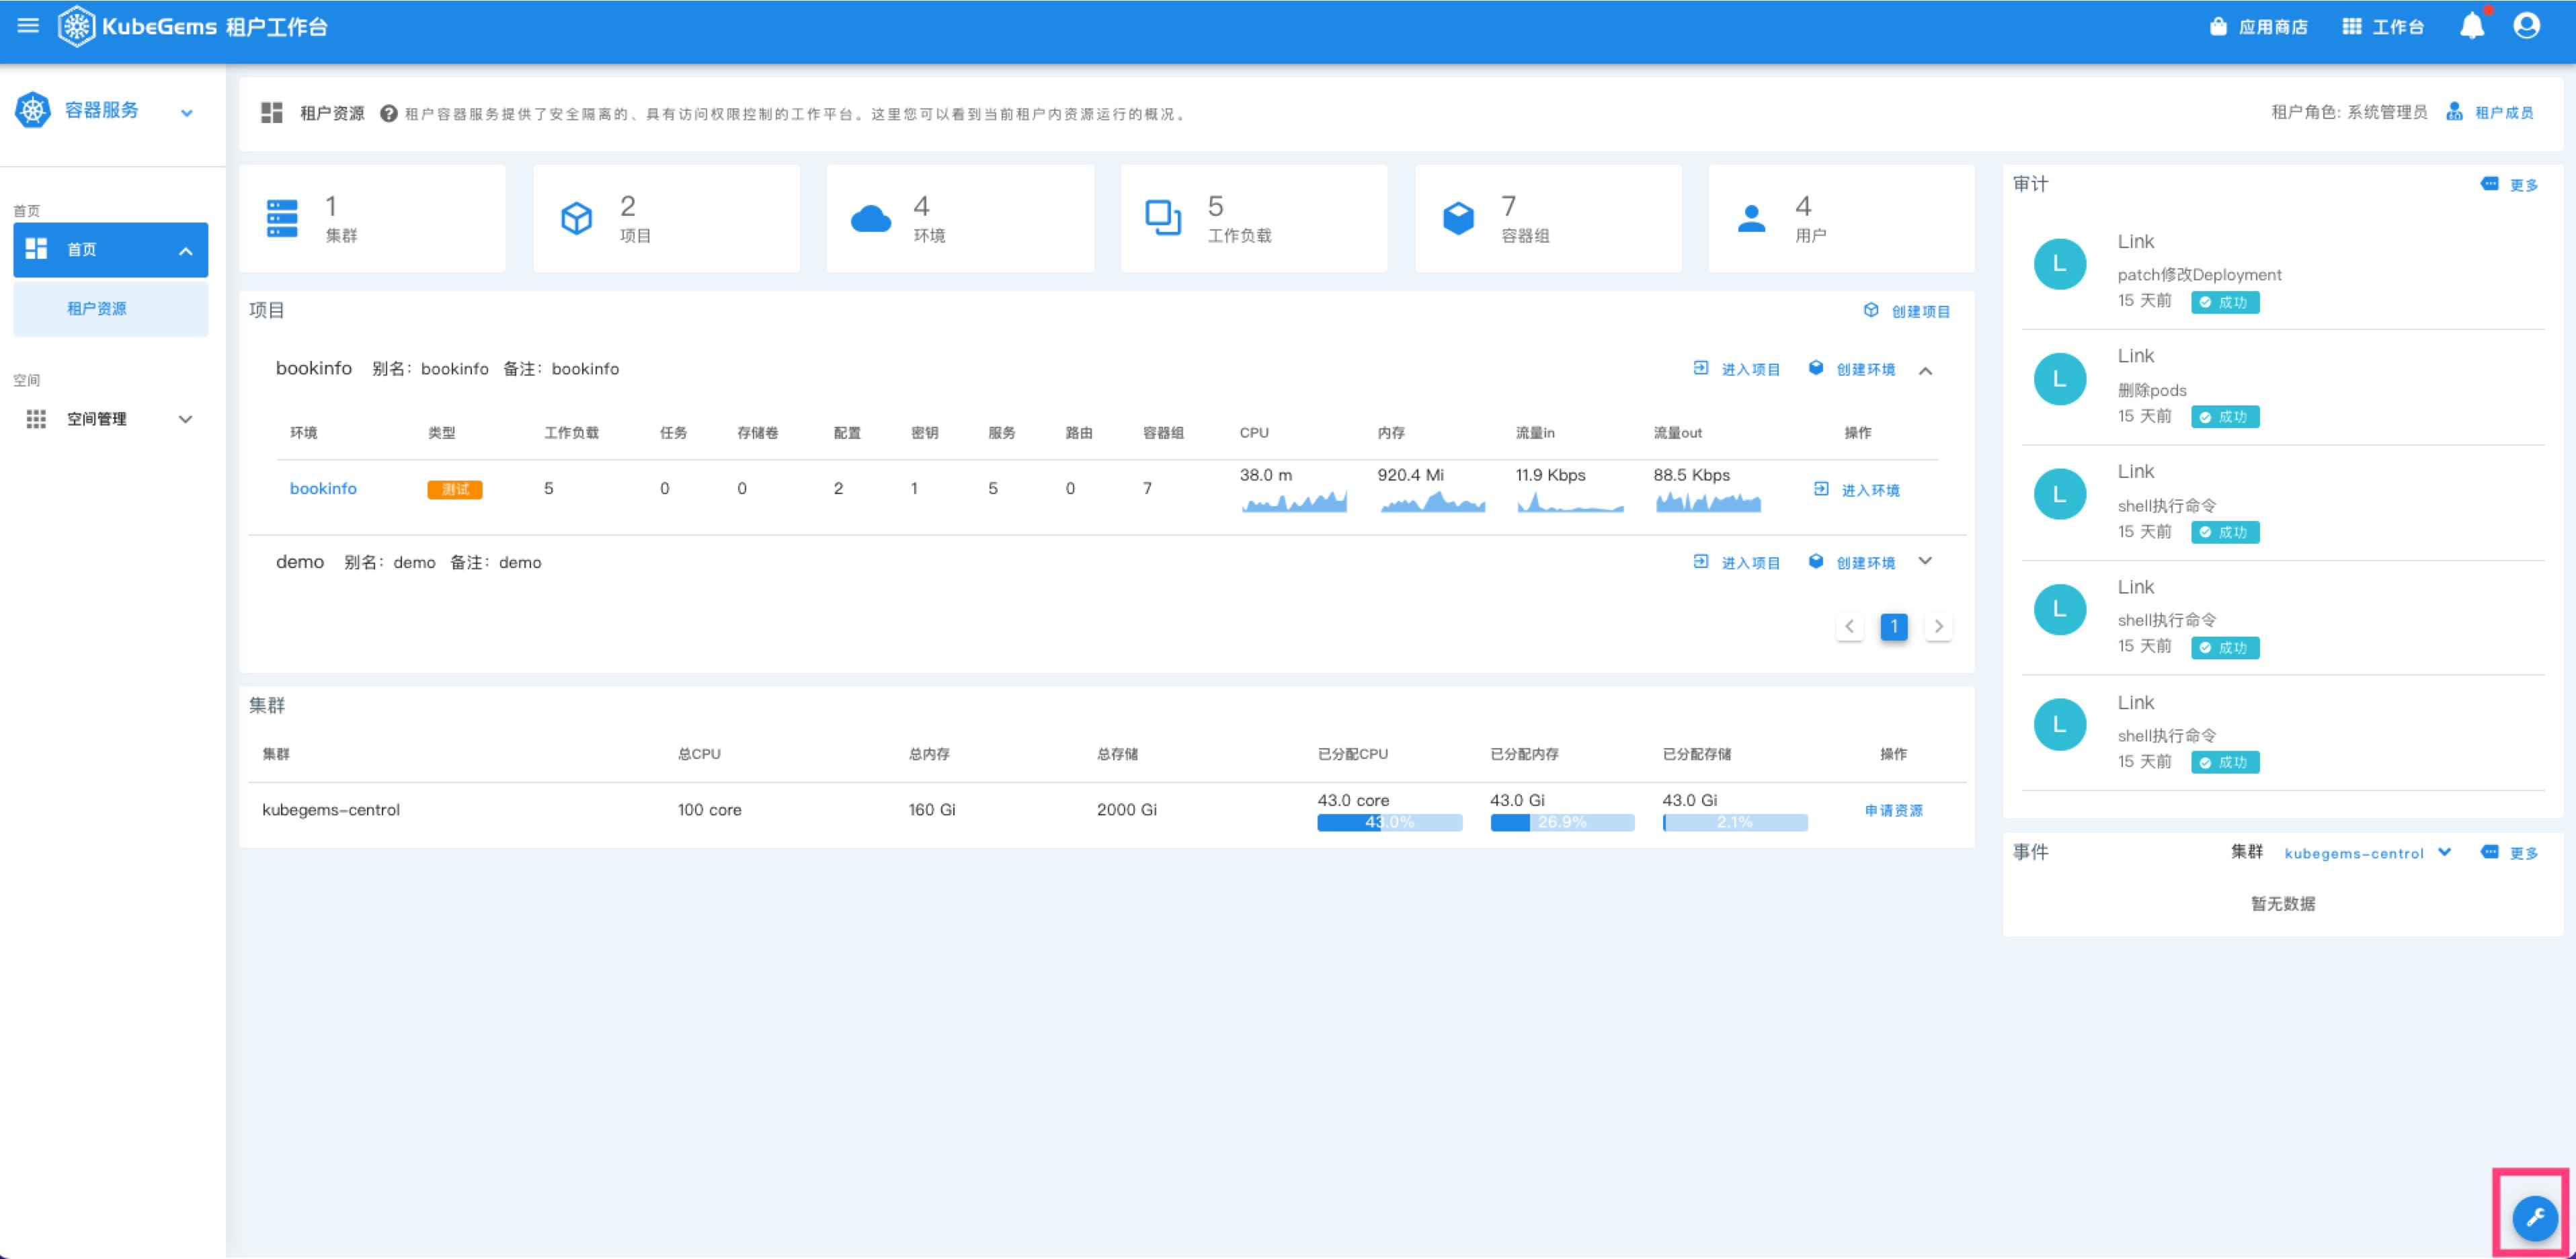 KubeGems 租户工作台
应用商店 工作台
容器服务
租户资源 租户容器服务提供了安全隔离的、具有访问权限控制的工作平台。这里您可以看到当前租户内资源运行的概况。
租户角色: 系统管理员 租户成员
首页
首页
租户资源
空间
空间管理
1
集群
2
项目
4
环境
5
工作负载
7
容器组
4
用户
项目 创建项目
bookinfo 别名: bookinfo 备注: bookinfo 进入项目 创建环境
环境 类型 工作负载 任务 存储卷 配置 密钥 服务 路由 容器组 CPU 内存 流量in 流量out 操作
bookinfo 测试 5 0 0 2 1 5 0 7 38.0 m 920.4 Mi 11.9 Kbps 88.5 Kbps 进入环境
demo 别名: demo 备注: demo 进入项目 创建环境
1
集群
集群 总CPU 总内存 总存储 已分配CPU 已分配内存 已分配存储 操作
kubegems-centrol 100 core 160 Gi 2000 Gi 43.0 core 43.0 Gi 43.0 Gi 申请资源
43.0% 26.9% 2.1%
审计 更多
L
Link
patch修改Deployment
15 天前 成功
L
Link
删除pods
15 天前 成功
L
Link
shell执行命令
15 天前 成功
L
Link
shell执行命令
15 天前 成功
L
Link
shell执行命令
15 天前 成功
事件 集群 kubegems-centrol 更多
暂无数据